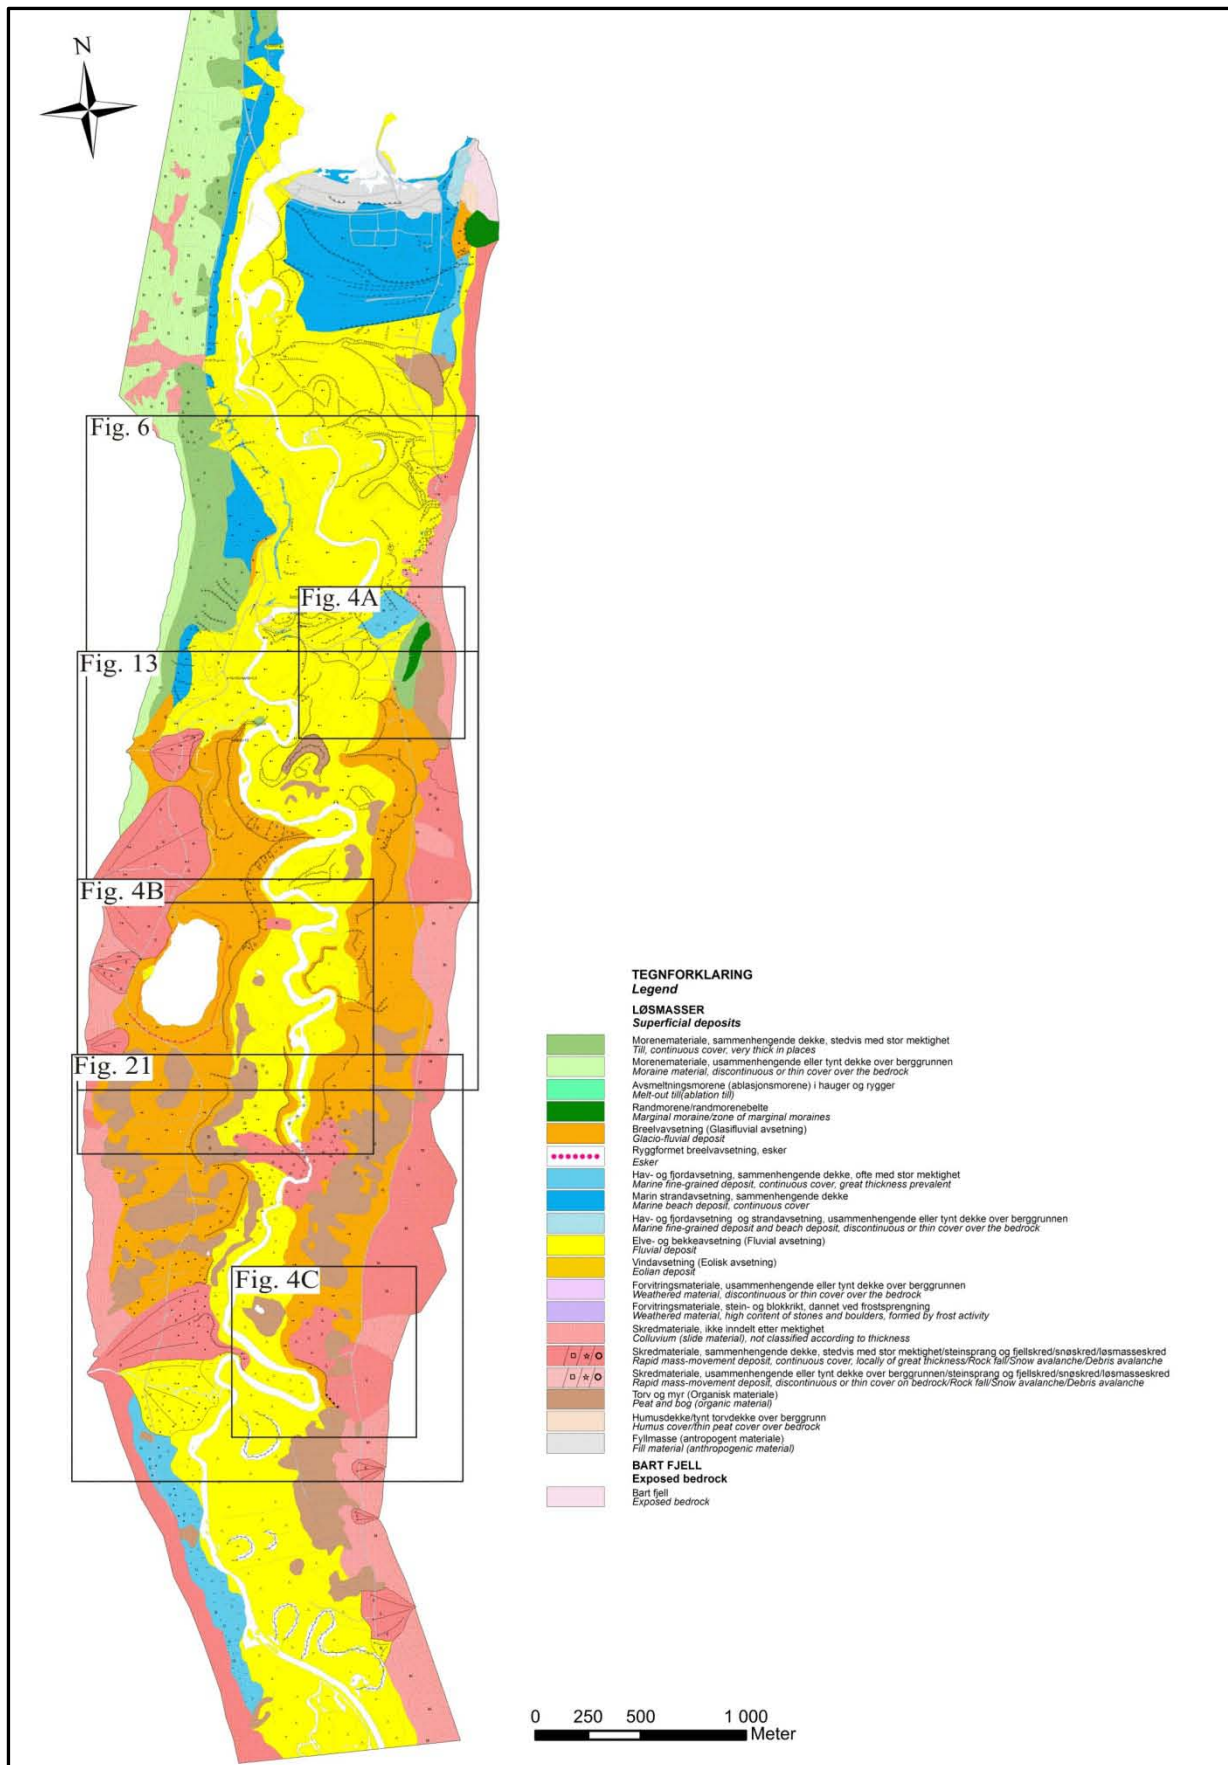 N
Fig. 6
Fig. 4A
Fig. 13
Fig. 4B
Fig. 21
Fig. 4C
TEGNFORKLARING
Legend
LØSMASSER
Superficial deposits
Morenemateriale, sammenhengende dekke, stedvis med stor mektighet
Till, continuous cover, very thick in places
Morenemateriale, usammenhengende eller tynt dekke over berggrunnen
Moraine material, discontinuous or thin cover over the bedrock
Avsmeltningsmorene (ablasjonsmorene) i hauger og rygger
Melt-out till(ablation till)
Randmorene/randmorenebelte
Marginal moraine/zone of marginal moraines
Breelvavsetning (Glasifluvial avsetning)
Glacio-fluvial deposit
Ryggformet breelvavsetning, esker
Esker
Hav- og fjordavsetning, sammenhengende dekke, ofte med stor mektighet
Marine fine-grained deposit, continuous cover, great thickness prevalent
Marin strandavsetning, sammenhengende dekke
Marine beach deposit, continuous cover
Hav- og fjordavsetning og strandavsetning, usammenhengende eller tynt dekke over berggrunnen
Marine fine-grained deposit and beach deposit, discontinuous or thin cover over the bedrock
Elve- og bekkeavsetning (Fluvial avsetning)
Fluvial deposit
Vindavsetning (Eolisk avsetning)
Eolian deposit
Forvitringsmateriale, usammenhengende eller tynt dekke over berggrunnen
Weathered material, discontinuous or thin cover over the bedrock
Forvitringsmateriale, stein- og blokkrikt, dannet ved frostsprengning
Weathered material, high content of stones and boulders, formed by frost activity
Skredmateriale, ikke inndelt etter mektighet
Colluvium (slide material), not classified according to thickness
Skredmateriale, sammenhengende dekke, stedvis med stor mektighet/steinsprang og fjellskred/snøskred/løsmasseskred
Rapid mass-movement deposit, continuous cover, locally of great thickness/Rock fall/Snow avalanche/Debris avalanche
Skredmateriale, usammenhengende eller tynt dekke over berggrunnen/steinsprang og fjellskred/snøskred/løsmasseskred
Rapid mass-movement deposit, discontinuous or thin cover on bedrock/Rock fall/Snow avalanche/Debris avalanche
Torv og myr (Organisk materiale)
Peat and bog (organic material)
Humusdekke/tynt torvdekke over berggrunn
Humus cover/thin peat cover over bedrock
Fyllmasse (antropogent materiale)
Fill material (anthropogenic material)
BART FJELL
Exposed bedrock
Bart fjell
Exposed bedrock
0 250 500 1 000
Meter